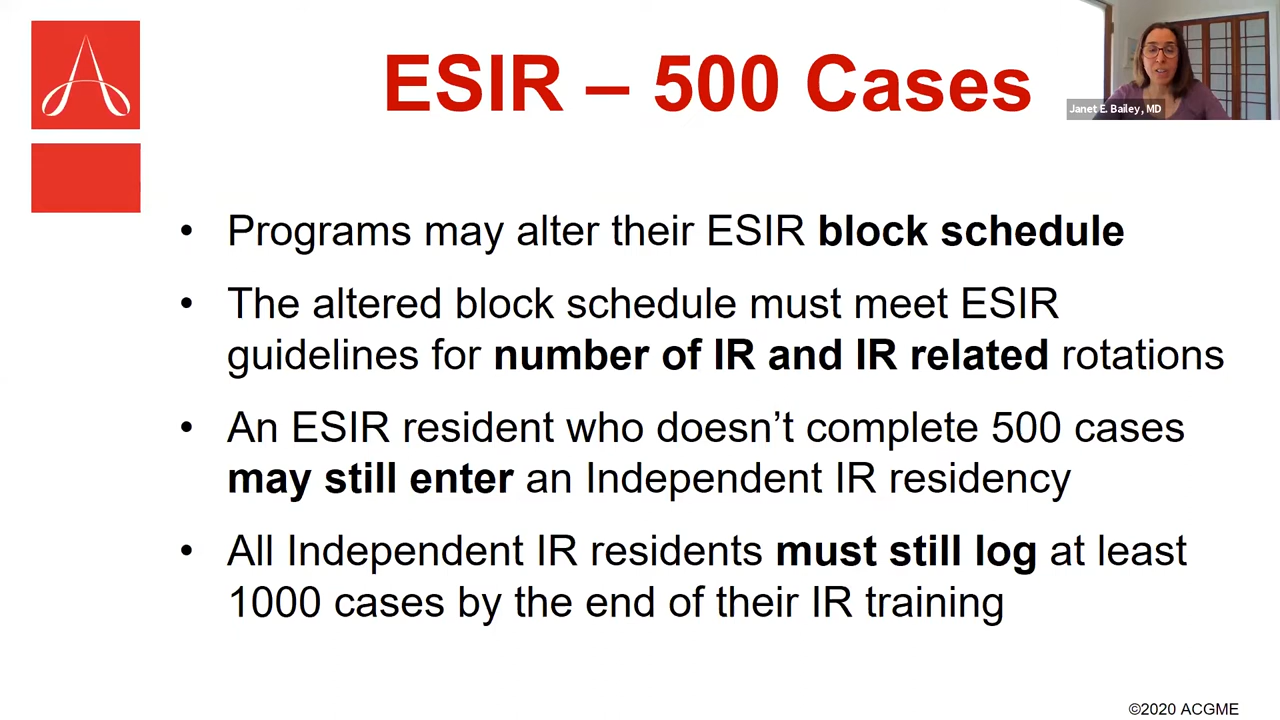 ESIR – 500 Cases
Janet E. Bailey, MD
• Programs may alter their ESIR block schedule
• The altered block schedule must meet ESIR
guidelines for number of IR and IR related rotations
• An ESIR resident who doesn’t complete 500 cases
may still enter an Independent IR residency
• All Independent IR residents must still log at least
1000 cases by the end of their IR training
©2020 ACGME